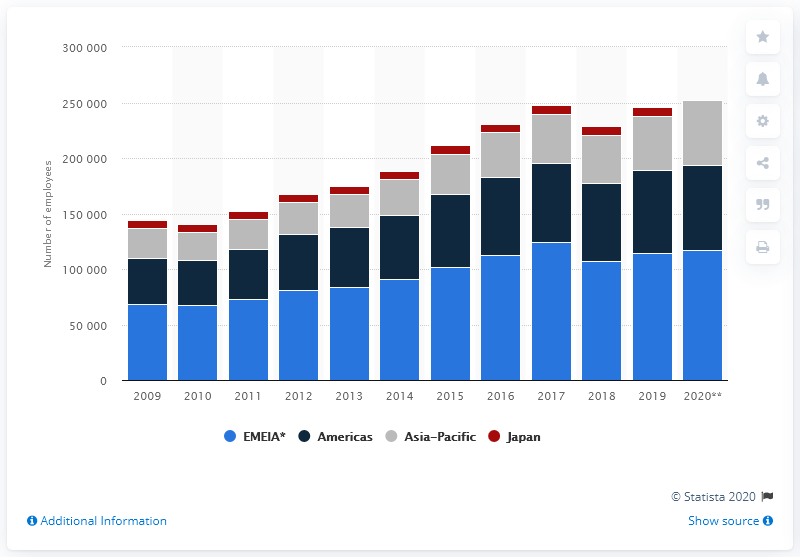 300 000
250 000
200 000
150 000
100 000
50 000
0
Number of employees
2009 2010 2011 2012 2013 2014 2015 2016 2017 2018 2019 2020**
EMEIA* Americas Asia-Pacific Japan
© Statista 2020
Additional Information Show source